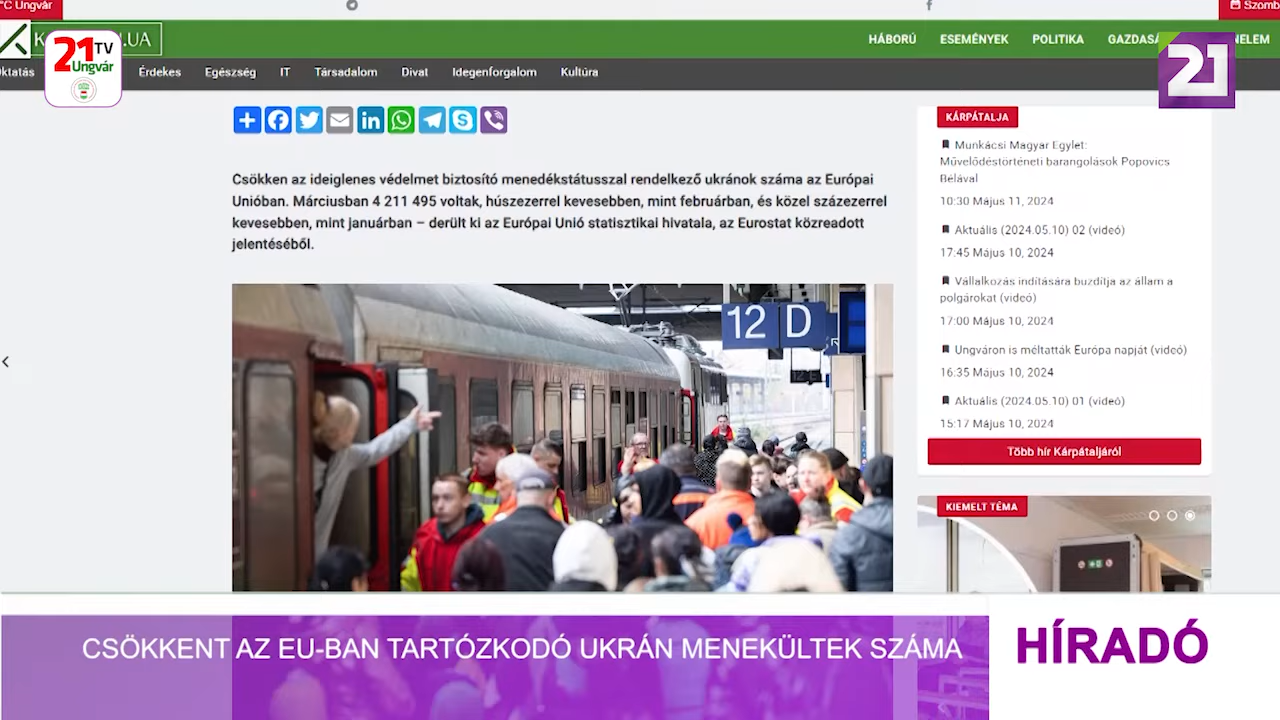 °C Ungvár
Szomb
K
.UA
HÁBORÚ ESEMÉNYEK POLITIKA GAZDASÁ
NELEM
21 TV
Ungvár
21
ktatás Érdekes Egészség IT Társadalom Divat Idegenforgalom Kultúra
Csökken az ideiglenes védelmet biztosító menedékstátusszal rendelkező ukránok száma az Európai
Unióban. Márciusban 4 211 495 voltak, húszezerrel kevesebben, mint februárban, és közel százezerrel
kevesebben, mint januárban – derült ki az Európai Unió statisztikai hivatala, az Eurostat közreadott
jelentéséből.
12 D
KÁRPÁTALJA
Munkácsi Magyar Egylet:
Művelődéstörténeti barangolások Popovics
Bélával
10:30 Május 11, 2024
Aktuális (2024.05.10) 02 (videó)
17:45 Május 10, 2024
Vállalkozás indítására buzdítja az állam a
polgárokat (videó)
17:00 Május 10, 2024
Ungváron is méltatták Európa napját (videó)
16:35 Május 10, 2024
Aktuális (2024.05.10) 01 (videó)
15:17 Május 10, 2024
Több hír Kárpátaljáról
KIEMELT TÉMA
CSÖKKENT AZ EU-BAN TARTÓZKODÓ UKRÁN MENEKÜLTEK SZÁMA
HÍRADÓ